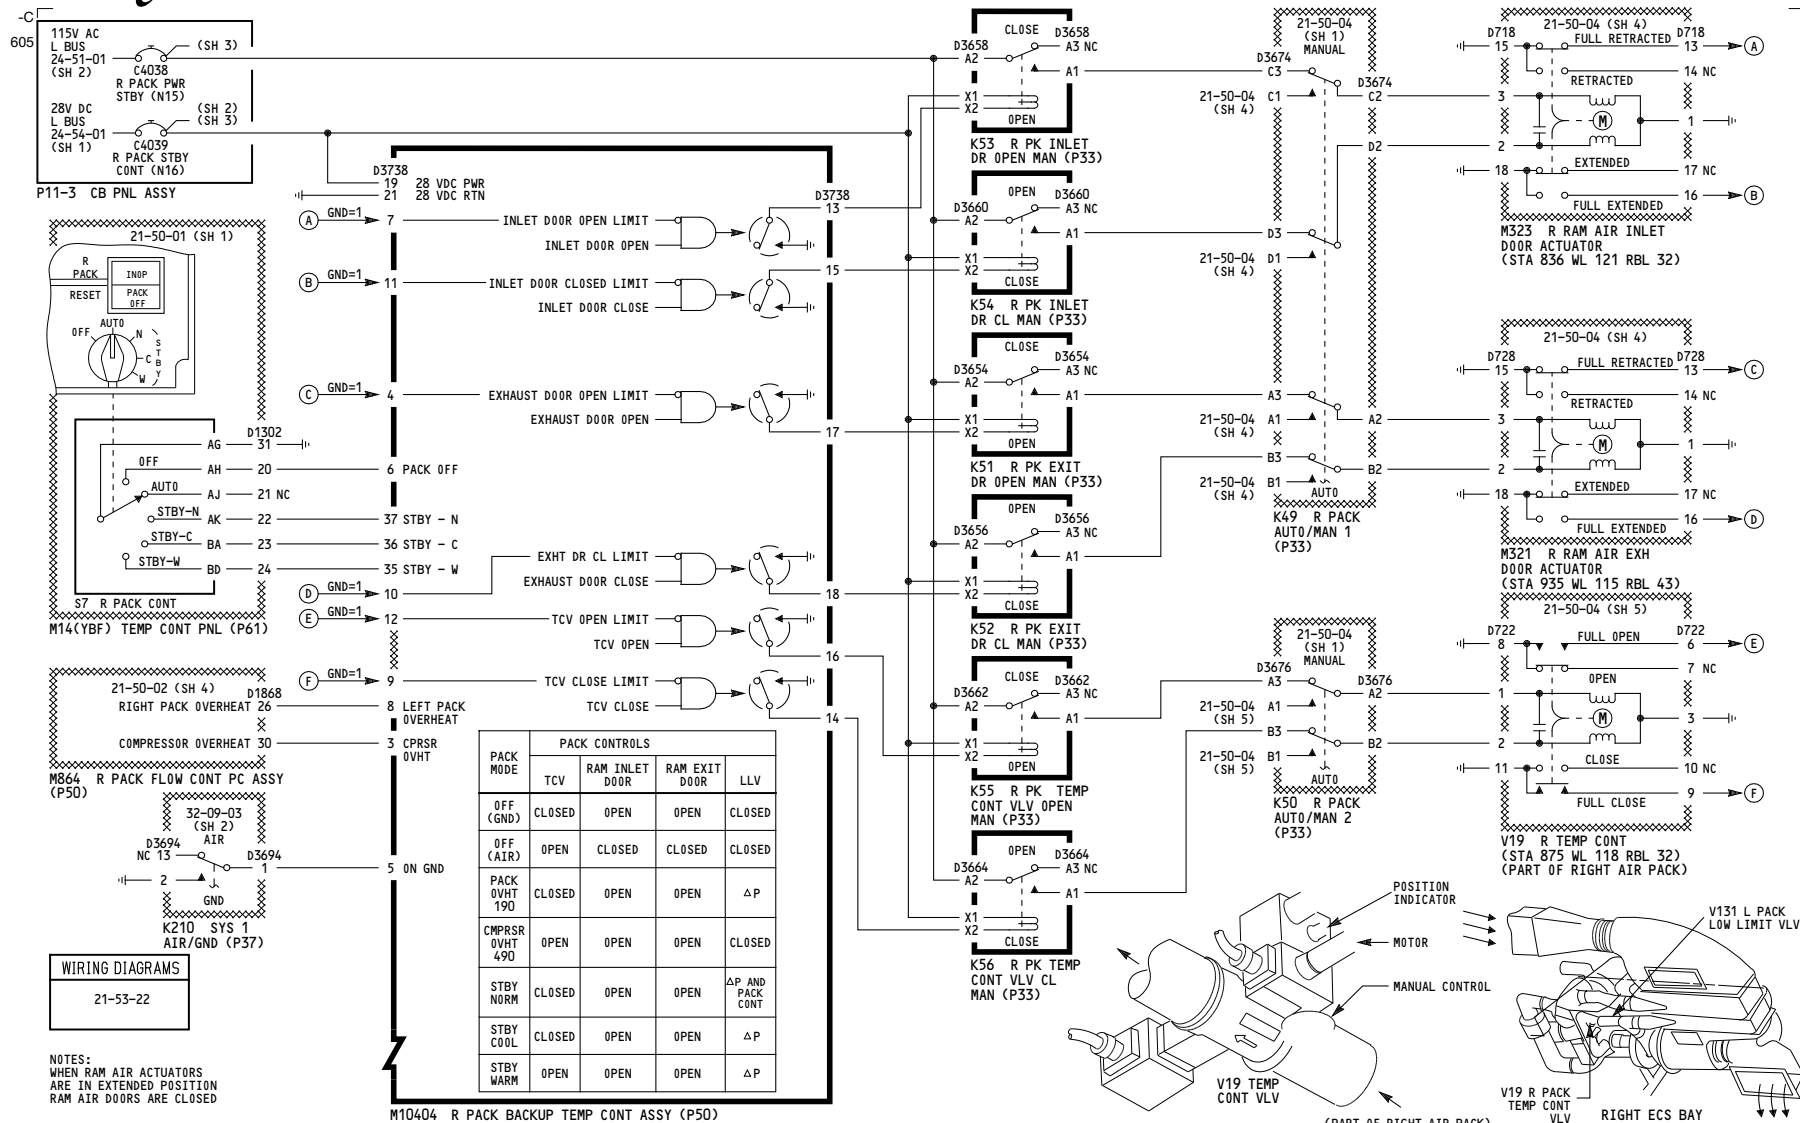 -C
605
115V AC
L BUS
24-51-01
(SH 2)
(SH 3)
C4038
R PACK PWR
STBY (N15)
28V DC
L BUS
24-54-01
(SH 1)
(SH 2)
(SH 3)
C4039
R PACK STBY
CONT (N16)
P11-3 CB PNL ASSY
21-50-01 (SH 1)
R
PACK
RESET
INOP
PACK
OFF
AUTO
OFF
N
C
W
STBY
D1302
AG 31
OFF
AH 20
AUTO
AJ 21 NC
STBY-N
AK 22
STBY-C
BA 23
STBY-W
BD 24
S7 R PACK CONT
M14(YBF) TEMP CONT PNL (P61)
21-50-02 (SH 4)
D1868
RIGHT PACK OVERHEAT 26
COMPRESSOR OVERHEAT 30
M864 R PACK FLOW CONT PC ASSY
(P50)
32-09-03
(SH 2)
AIR
D3694
NC 13
D3694
1
2
GND
K210 SYS 1
AIR/GND (P37)
WIRING DIAGRAMS
21-53-22
NOTES:
WHEN RAM AIR ACTUATORS
ARE IN EXTENDED POSITION
RAM AIR DOORS ARE CLOSED
D3738
19 28 VDC PWR
21 28 VDC RTN
D3738
13
A GND=1 7 INLET DOOR OPEN LIMIT
INLET DOOR OPEN
15
B GND=1 11 INLET DOOR CLOSED LIMIT
INLET DOOR CLOSE
C GND=1 4 EXHAUST DOOR OPEN LIMIT
EXHAUST DOOR OPEN
17
6 PACK OFF
37 STBY - N
36 STBY - C
35 STBY - W
EXHT DR CL LIMIT
EXHAUST DOOR CLOSE
D GND=1 10
18
E GND=1 12 TCV OPEN LIMIT
TCV OPEN
16
F GND=1 9 TCV CLOSE LIMIT
TCV CLOSE
14
8 LEFT PACK
OVERHEAT
3 CPRSR
OVHT
5 ON GND
PACK
MODE
PACK CONTROLS
TCV
RAM INLET
DOOR
RAM EXIT
DOOR
LLV
OFF
(GND)
CLOSED OPEN OPEN CLOSED
OFF
(AIR)
OPEN CLOSED CLOSED CLOSED
PACK
OVHT
190
CLOSED OPEN OPEN ΔP
CMPRSR
OVHT
490
OPEN OPEN OPEN CLOSED
STBY
NORM
CLOSED OPEN OPEN
ΔP AND
PACK
CONT
STBY
COOL
CLOSED OPEN OPEN ΔP
STBY
WARM
OPEN OPEN OPEN ΔP
M10404 R PACK BACKUP TEMP CONT ASSY (P50)
CLOSE
D3658
A2
D3658
A3 NC
A1
X1
X2
OPEN
K53 R PK INLET
DR OPEN MAN (P33)
OPEN
D3660
A2
D3660
A3 NC
A1
X1
X2
CLOSE
K54 R PK INLET
DR CL MAN (P33)
CLOSE
D3654
A2
D3654
A3 NC
A1
X1
X2
OPEN
K51 R PK EXIT
DR OPEN MAN (P33)
OPEN
D3656
A2
D3656
A3 NC
A1
X1
X2
CLOSE
K52 R PK EXIT
DR CL MAN (P33)
CLOSE
D3662
A2
D3662
A3 NC
A1
X1
X2
OPEN
K55 R PK TEMP
CONT VLV OPEN
MAN (P33)
OPEN
D3664
A2
D3664
A3 NC
A1
X1
X2
CLOSE
K56 R PK TEMP
CONT VLV CL
MAN (P33)
21-50-04
(SH 1)
MANUAL
D3674
C3
D3674
C2
21-50-04
(SH 4)
C1
D2
D3
21-50-04
(SH 4)
D1
A3
21-50-04
(SH 4)
A1
A2
B3
B2
21-50-04
(SH 4)
B1
AUTO
K49 R PACK
AUTO/MAN 1
(P33)
21-50-04
(SH 1)
MANUAL
D3676
A3
D3676
A2
21-50-04
(SH 5)
A1
B3
B2
21-50-04
(SH 5)
B1
AUTO
K50 R PACK
AUTO/MAN 2
(P33)
21-50-04 (SH 4)
D718
15
FULL RETRACTED
D718
13 A
14 NC
RETRACTED
3
M
1
2
18
EXTENDED
17 NC
16 B
FULL EXTENDED
M323 R RAM AIR INLET
DOOR ACTUATOR
(STA 836 WL 121 RBL 32)
21-50-04 (SH 4)
D728
15
FULL RETRACTED
D728
13 C
14 NC
RETRACTED
3
M
1
2
18
EXTENDED
17 NC
16 D
FULL EXTENDED
M321 R RAM AIR EXH
DOOR ACTUATOR
(STA 935 WL 115 RBL 43)
21-50-04 (SH 5)
D722
8
FULL OPEN
D722
6 E
7 NC
OPEN
1
M
3
2
CLOSE
11
10 NC
9 F
FULL CLOSE
V19 R TEMP CONT
(STA 875 WL 118 RBL 32)
(PART OF RIGHT AIR PACK)
POSITION
INDICATOR
MOTOR
MANUAL CONTROL
V19 TEMP
CONT VLV
(PART OF RIGHT AIR PACK)
V131 L PACK
LOW LIMIT VLV
V19 R PACK
TEMP CONT
VLV
RIGHT ECS BAY